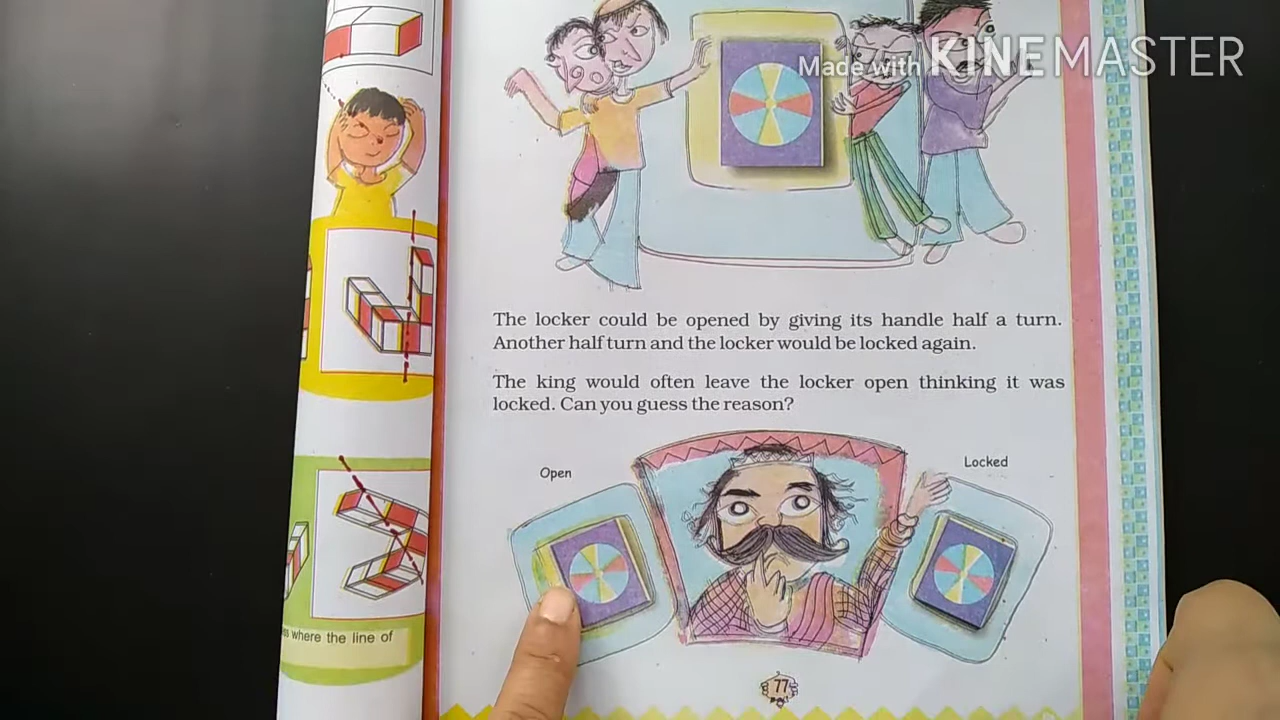 Made with KINEMASTER
The locker could be opened by giving its handle half a turn.
Another half turn and the locker would be locked again.
The king would often leave the locker open thinking it was
locked. Can you guess the reason?
Open
Locked
where the line of
77